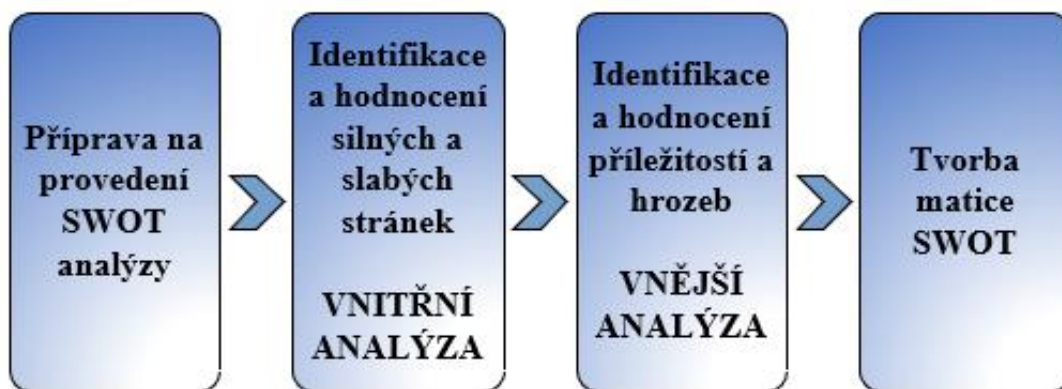 Příprava na
provedení
SWOT
analýzy
Identifikace
a hodnocení
silných a
slabých
stránek
VNITŘNÍ
ANALÝZA
Identifikace
a hodnocení
příležitostí a
hrozeb
VNĚJŠÍ
ANALÝZA
Tvorba
matice
SWOT